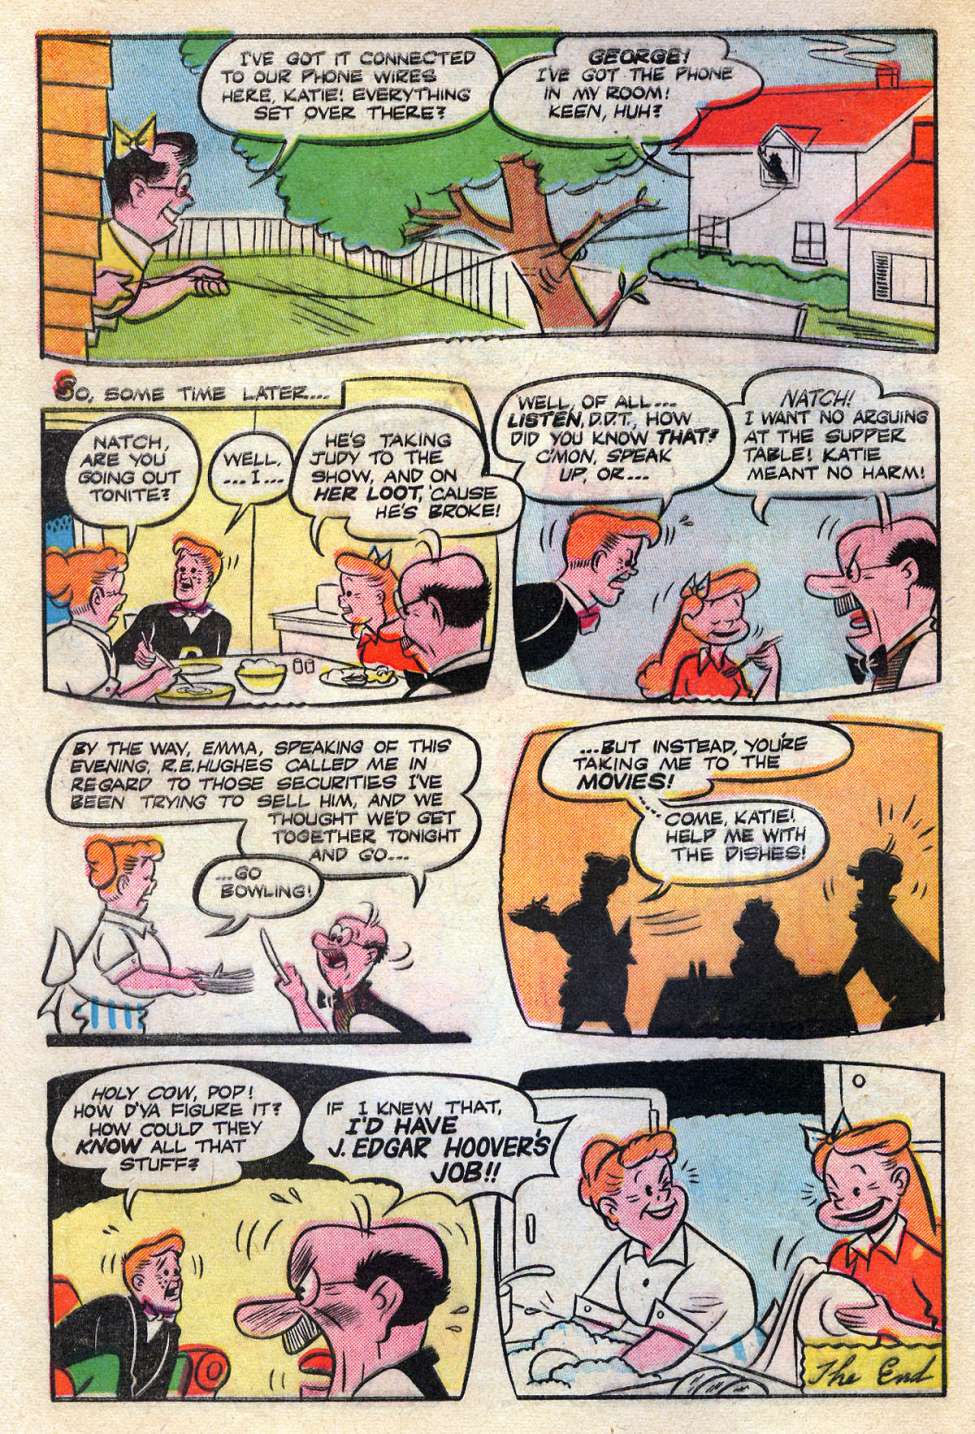 I'VE GOT IT CONNECTED
TO OUR PHONE WIRES
HERE, KATIE! EVERYTHING
SET OVER THERE?
GEORGE!
I'VE GOT THE PHONE
IN MY ROOM!
KEEN, HUH?
SO, SOME TIME LATER...
NATCH,
ARE YOU
GOING OUT
TONITE?
WELL,
...I...
HE'S TAKING
JUDY TO THE
SHOW, AND ON
HER LOOT, 'CAUSE
HE'S BROKE!
WELL, OF ALL...
LISTEN, D.D.T., HOW
DID YOU KNOW THAT?
C'MON, SPEAK
UP, OR...
NATCH!
I WANT NO ARGUING
AT THE SUPPER
TABLE! KATIE
MEANT NO HARM!
BY THE WAY, EMMA, SPEAKING OF THIS
EVENING, R.E. HUGHES CALLED ME IN
REGARD TO THOSE SECURITIES I'VE
BEEN TRYING TO SELL HIM, AND WE
THOUGHT WE'D GET
TOGETHER TONIGHT
AND GO...
...GO
BOWLING!
...BUT INSTEAD, YOU'RE
TAKING ME TO THE
MOVIES!
COME, KATIE!
HELP ME WITH
THE DISHES!
HOLY COW, POP!
HOW D'YA FIGURE IT?
HOW COULD THEY
KNOW ALL THAT
STUFF?
IF I KNEW THAT,
I'D HAVE
J. EDGAR HOOVER'S
JOB!!
The End